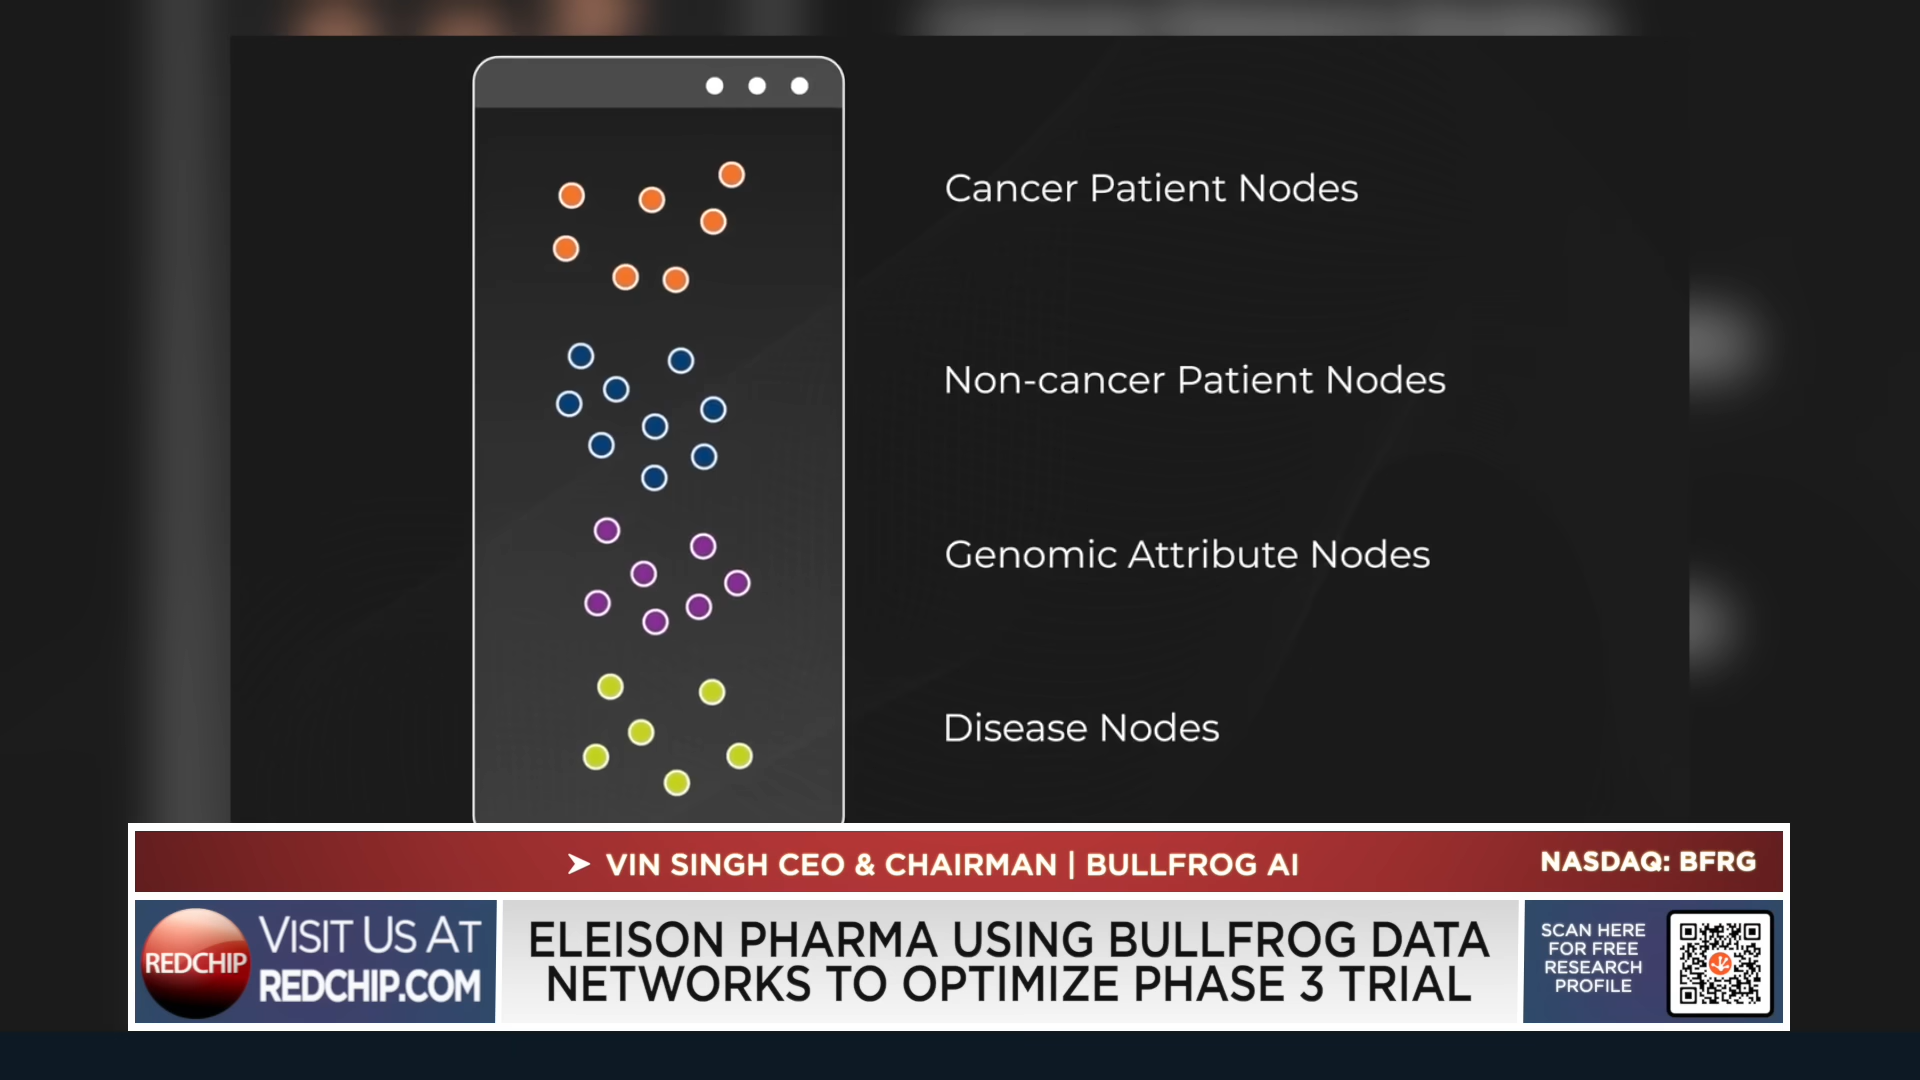 Cancer Patient Nodes
Non-cancer Patient Nodes
Genomic Attribute Nodes
Disease Nodes
VIN SINGH CEO & CHAIRMAN | BULLFROG AI
NASDAQ: BFRG
REDCHIP
VISIT US AT
REDCHIP.COM
ELEISON PHARMA USING BULLFROG DATA
NETWORKS TO OPTIMIZE PHASE 3 TRIAL
SCAN HERE
FOR FREE
RESEARCH
PROFILE